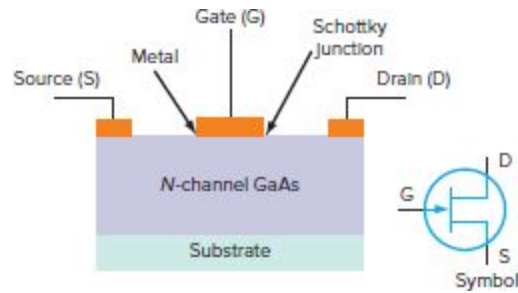 Gate (G)
Schottky
junction
Metal
Source (S)
Drain (D)
N-channel GaAs
Substrate
D
G
S
Symbol